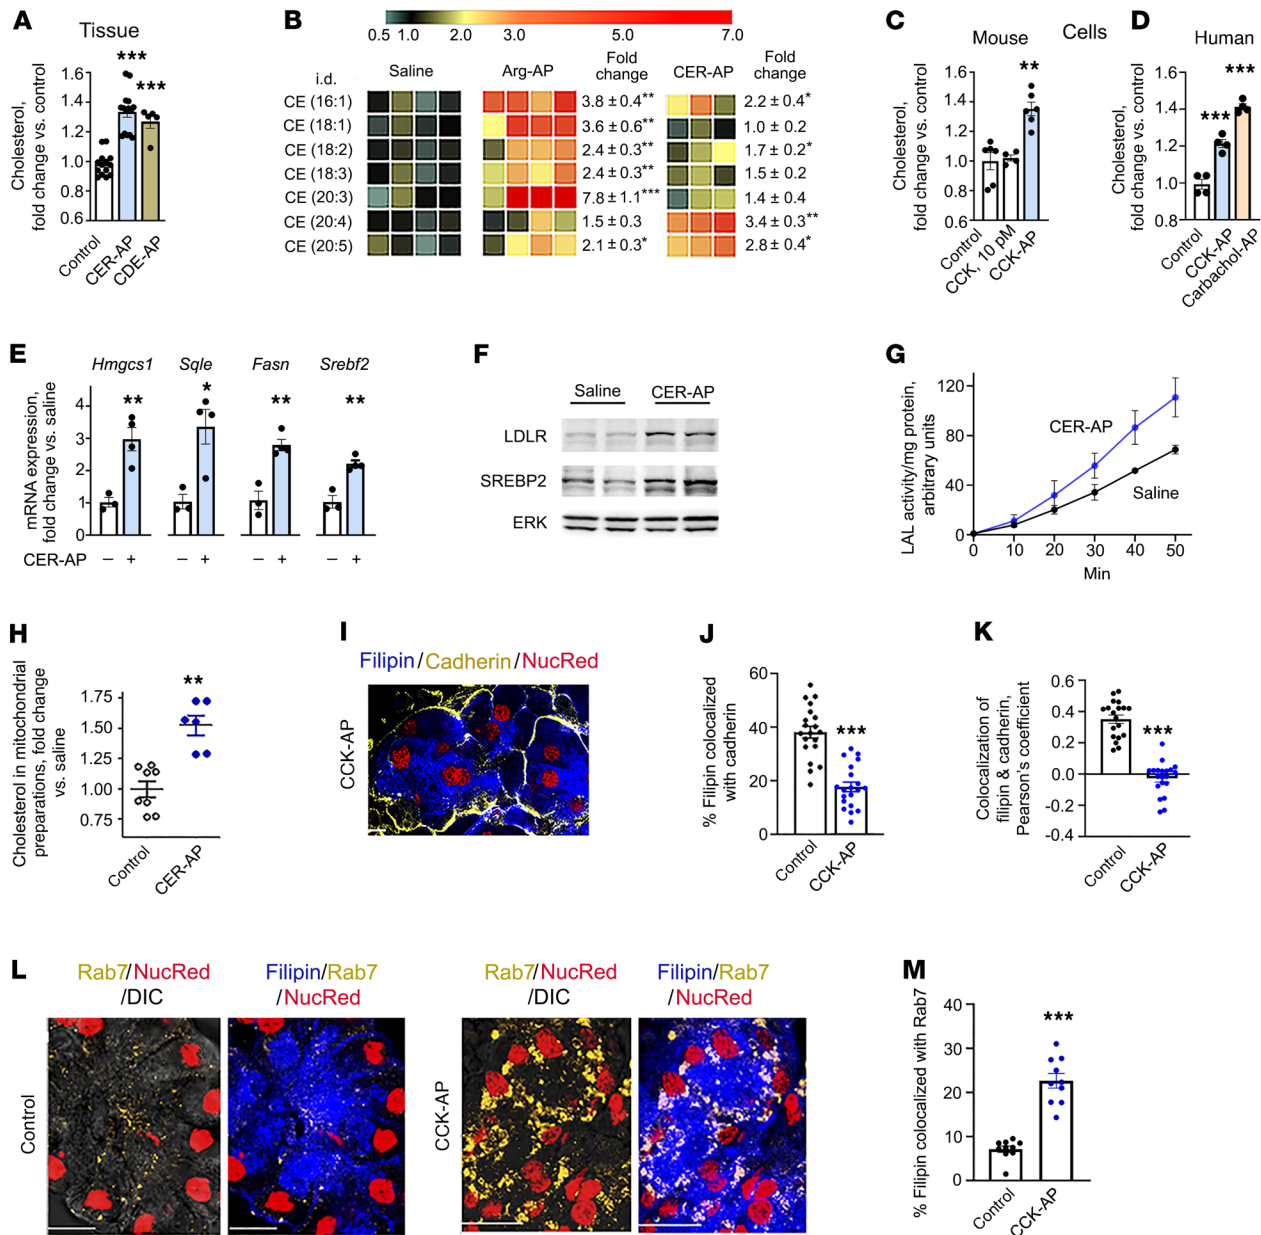 A
Tissue
Cholesterol,
fold change vs. control
1.6
1.4
1.2
1.0
0.8
0.6
***
***
Control
CER-AP
CDE-AP
B
0.5 1.0 2.0 3.0 5.0 7.0
i.d.
Saline
Arg-AP
Fold
change
CER-AP
Fold
change
CE (16:1) 3.8 ± 0.4** 2.2 ± 0.4*
CE (18:1) 3.6 ± 0.6** 1.0 ± 0.2
CE (18:2) 2.4 ± 0.3** 1.7 ± 0.2*
CE (18:3) 2.4 ± 0.3** 1.5 ± 0.2
CE (20:3) 7.8 ± 1.1*** 1.4 ± 0.4
CE (20:4) 1.5 ± 0.3 3.4 ± 0.3**
CE (20:5) 2.1 ± 0.3* 2.8 ± 0.4*
C
Mouse
Cells
Cholesterol,
fold change vs. control
1.6
1.4
1.2
1.0
0.8
0.6
**
Control
CCK, 10 pM
CCK-AP
D
Human
Cholesterol,
fold change vs. control
1.6
1.4
1.2
1.0
0.8
***
***
Control
CCK-AP
Carbachol-AP
E
Hmgcs1 Sqle Fasn Srebf2
mRNA expression,
fold change vs. saline
4
3
2
1
0
** * ** **
CER-AP – + – + – + – +
F
Saline CER-AP
LDLR
SREBP2
ERK
G
LAL activity/mg protein,
arbitrary units
120
80
40
0
CER-AP
Saline
0 10 20 30 40 50
Min
H
Cholesterol in mitochondrial
preparations, fold change
vs. saline
1.75
1.50
1.25
1.00
0.75
**
Control
CER-AP
I
Filipin/Cadherin/NucRed
CCK-AP
J
% Filipin colocalized
with cadherin
60
40
20
0
***
Control
CCK-AP
K
Colocalization of
filipin & cadherin,
Pearson's coefficient
0.6
0.4
0.2
0.0
-0.2
-0.4
***
Control
CCK-AP
L
Rab7/NucRed
/DIC
Filipin/Rab7
/NucRed
Rab7/NucRed
/DIC
Filipin/Rab7
/NucRed
Control
CCK-AP
M
% Filipin colocalized with Rab7
40
30
20
10
0
***
Control
CCK-AP